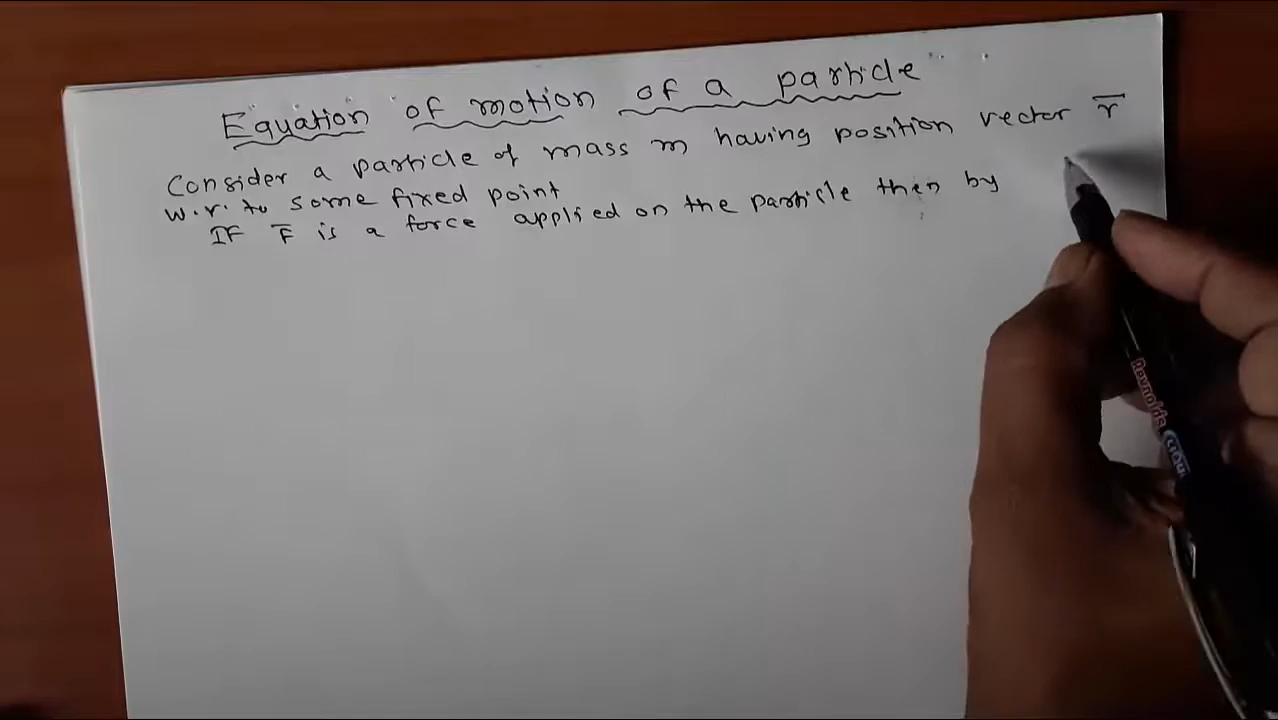 Equation of motion of a particle
Consider a particle of mass m having position vector r̅
w.r. to some fixed point
IF F̅ is a force applied on the particle then by
Reynolds